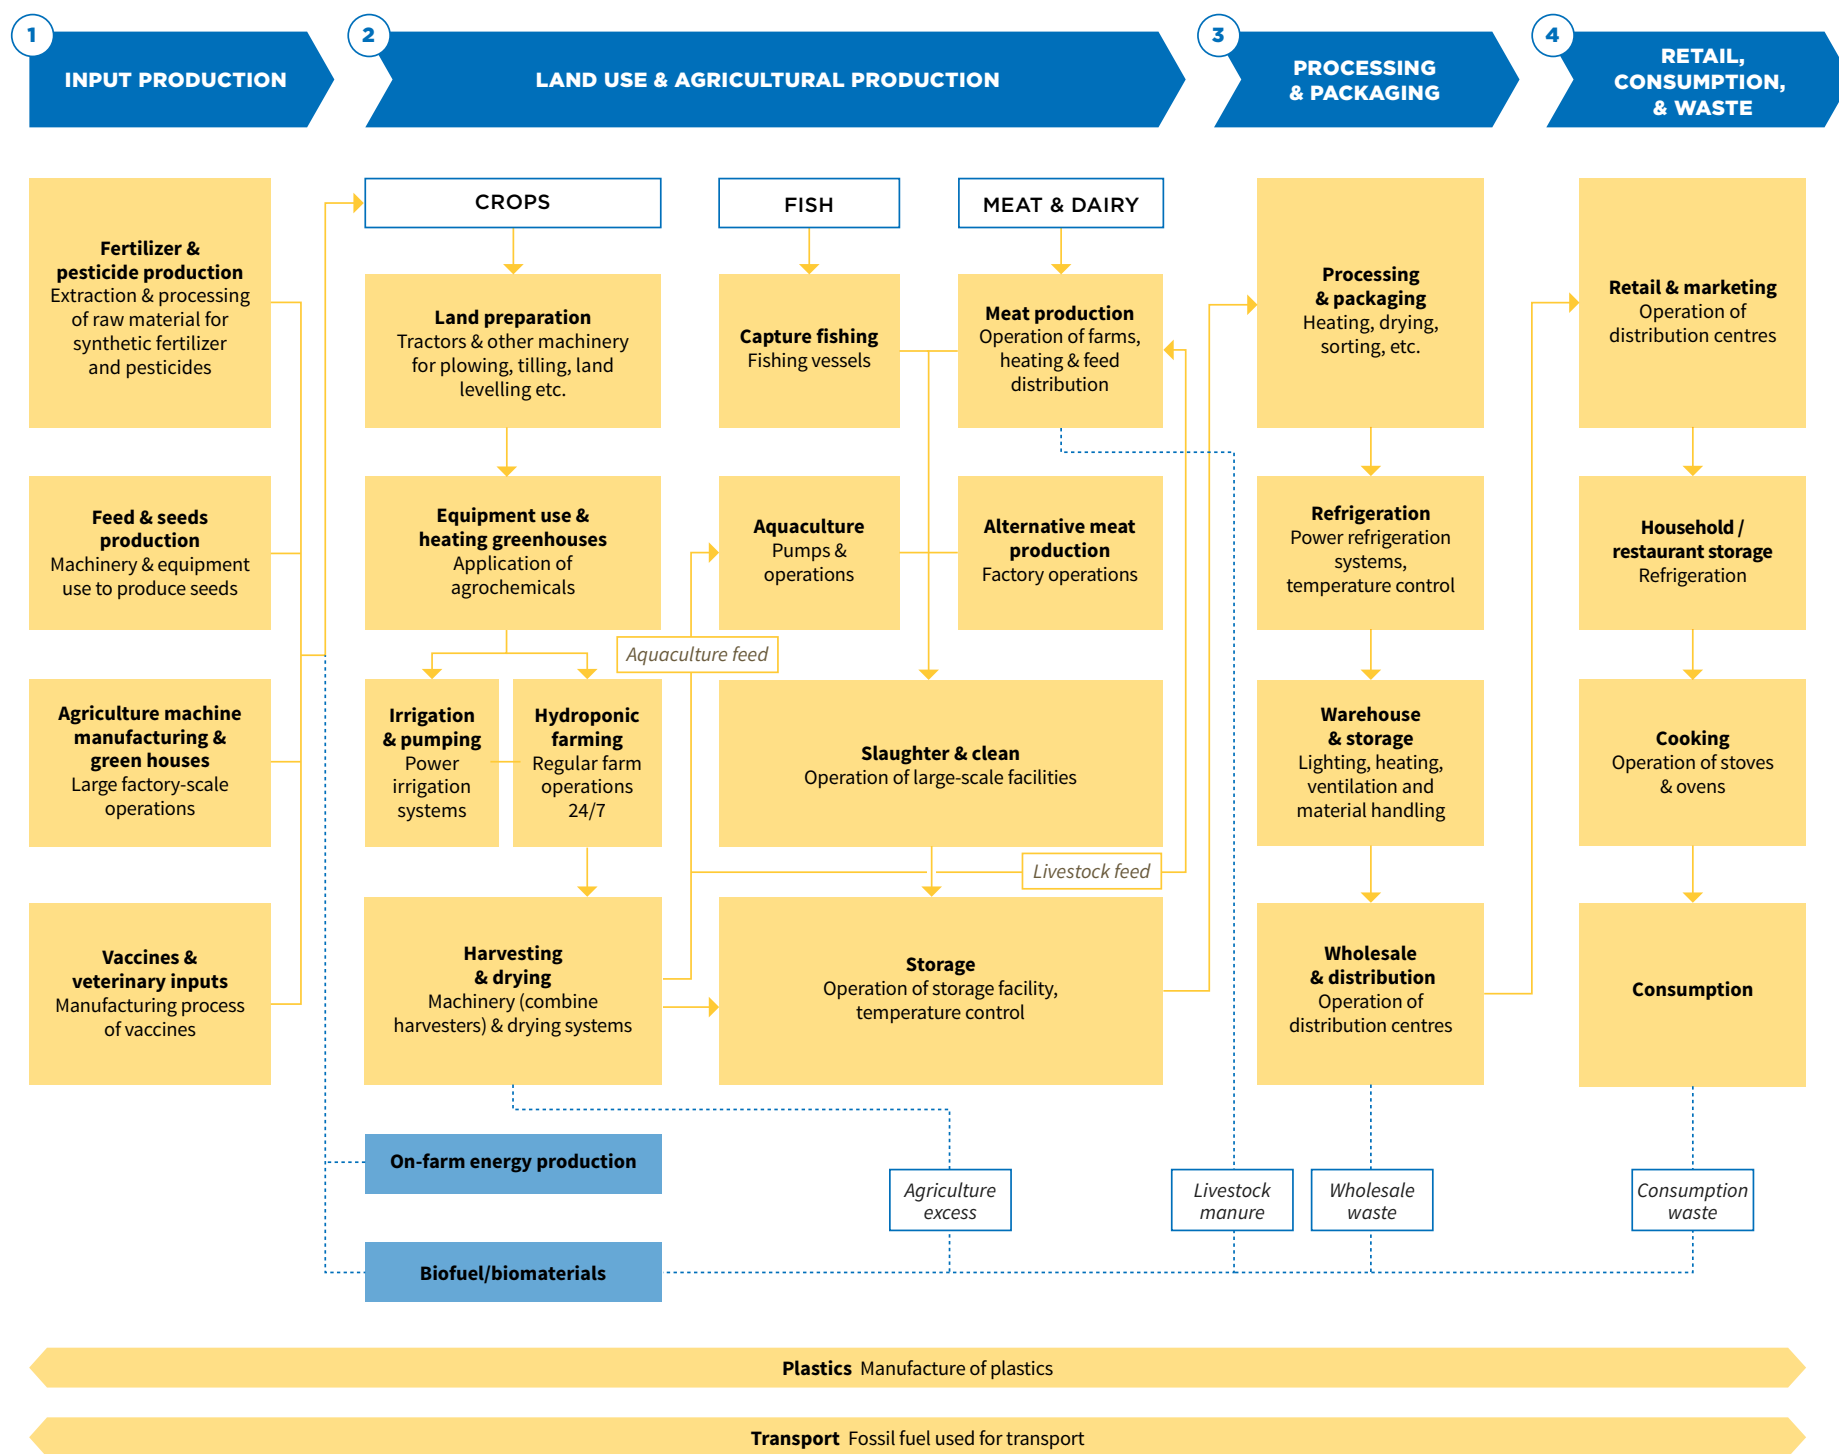 1
INPUT PRODUCTION
2
LAND USE & AGRICULTURAL PRODUCTION
3
PROCESSING
& PACKAGING
4
RETAIL,
CONSUMPTION,
& WASTE
Fertilizer &
pesticide production
Extraction & processing
of raw material for
synthetic fertilizer
and pesticides
Feed & seeds
production
Machinery & equipment
use to produce seeds
Agriculture machine
manufacturing &
green houses
Large factory-scale
operations
Vaccines &
veterinary inputs
Manufacturing process
of vaccines
CROPS
Land preparation
Tractors & other machinery
for plowing, tilling, land
levelling etc.
Equipment use &
heating greenhouses
Application of
agrochemicals
Irrigation
& pumping
Power
irrigation
systems
Hydroponic
farming
Regular farm
operations
24/7
Harvesting
& drying
Machinery (combine
harvesters) & drying systems
FISH
Capture fishing
Fishing vessels
Aquaculture
Pumps &
operations
Aquaculture feed
MEAT & DAIRY
Meat production
Operation of farms,
heating & feed
distribution
Alternative meat
production
Factory operations
Slaughter & clean
Operation of large-scale facilities
Livestock feed
Storage
Operation of storage facility,
temperature control
Processing
& packaging
Heating, drying,
sorting, etc.
Refrigeration
Power refrigeration
systems,
temperature control
Warehouse
& storage
Lighting, heating,
ventilation and
material handling
Wholesale
& distribution
Operation of
distribution centres
Retail & marketing
Operation of
distribution centres
Household /
restaurant storage
Refrigeration
Cooking
Operation of stoves
& ovens
Consumption
On-farm energy production
Biofuel/biomaterials
Agriculture
excess
Livestock
manure
Wholesale
waste
Consumption
waste
Plastics Manufacture of plastics
Transport Fossil fuel used for transport